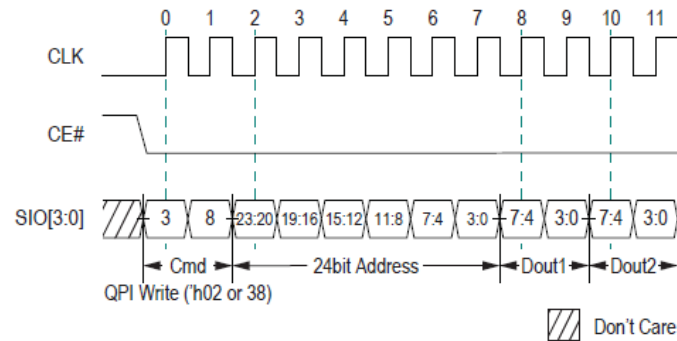 0 1 2 3 4 5 6 7 8 9 10 11
CLK
CE#
SIO[3:0] 3 8 23:20 19:16 15:12 11:8 7:4 3:0 7:4 3:0 7:4 3:0
Cmd 24bit Address Dout1 Dout2
QPI Write ('h02 or 38)
Don't Care